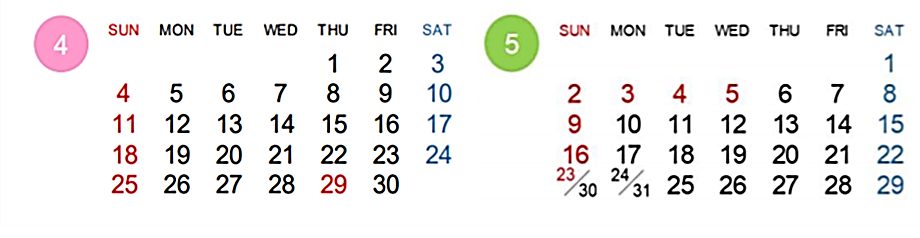 4
SUN MON TUE WED THU FRI SAT
1 2 3
4 5 6 7 8 9 10
11 12 13 14 15 16 17
18 19 20 21 22 23 24
25 26 27 28 29 30
5
SUN MON TUE WED THU FRI SAT
1
2 3 4 5 6 7 8
9 10 11 12 13 14 15
16 17 18 19 20 21 22
23/30 24/31 25 26 27 28 29